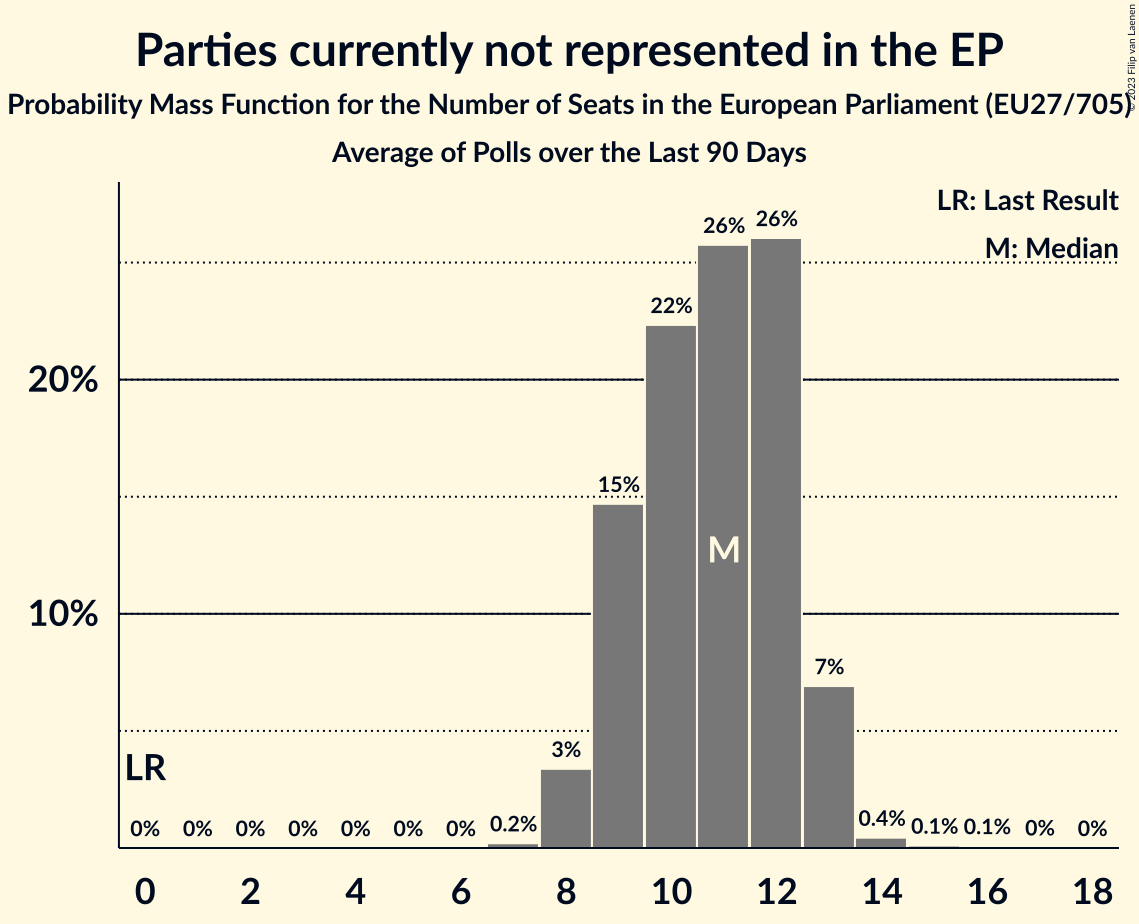 Parties currently not represented in the EP
Probability Mass Function for the Number of Seats in the European Parliament (EU27/705)
Average of Polls over the Last 90 Days
© 2023 Filip van Laenen
LR: Last Result
M: Median
26% 26%
22%
20%
15%
M
10%
7%
3%
LR
0% 0% 0% 0% 0% 0% 0% 0.2% 0.4% 0.1% 0.1% 0% 0%
0 2 4 6 8 10 12 14 16 18